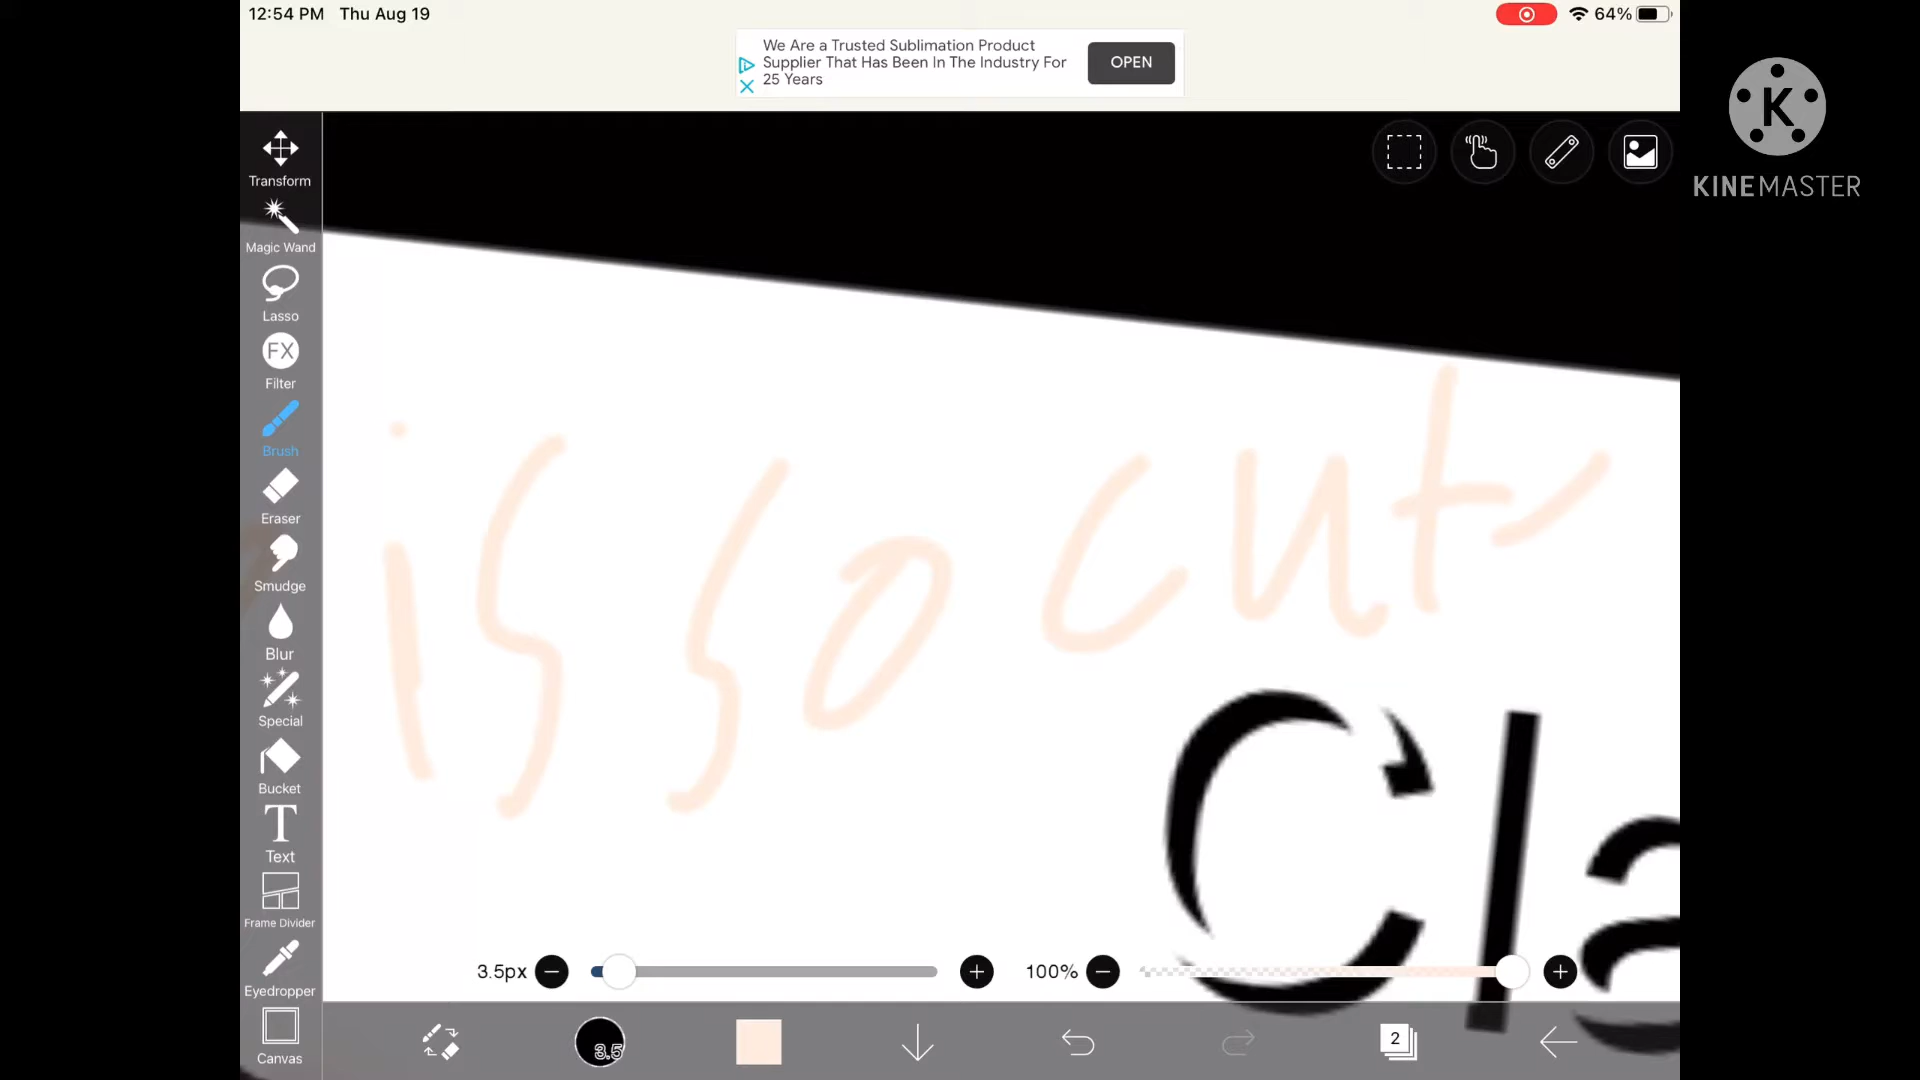 12:54 PM Thu Aug 19
64%
We Are a Trusted Sublimation Product
Supplier That Has Been In The Industry For
25 Years
OPEN
KINEMASTER
Transform
Magic Wand
Lasso
FX
Filter
Brush
Eraser
Smudge
Blur
Special
Bucket
T
Text
Frame Divider
Eyedropper
Canvas
is so cut
Cla
3.5px
100%
3.5
2